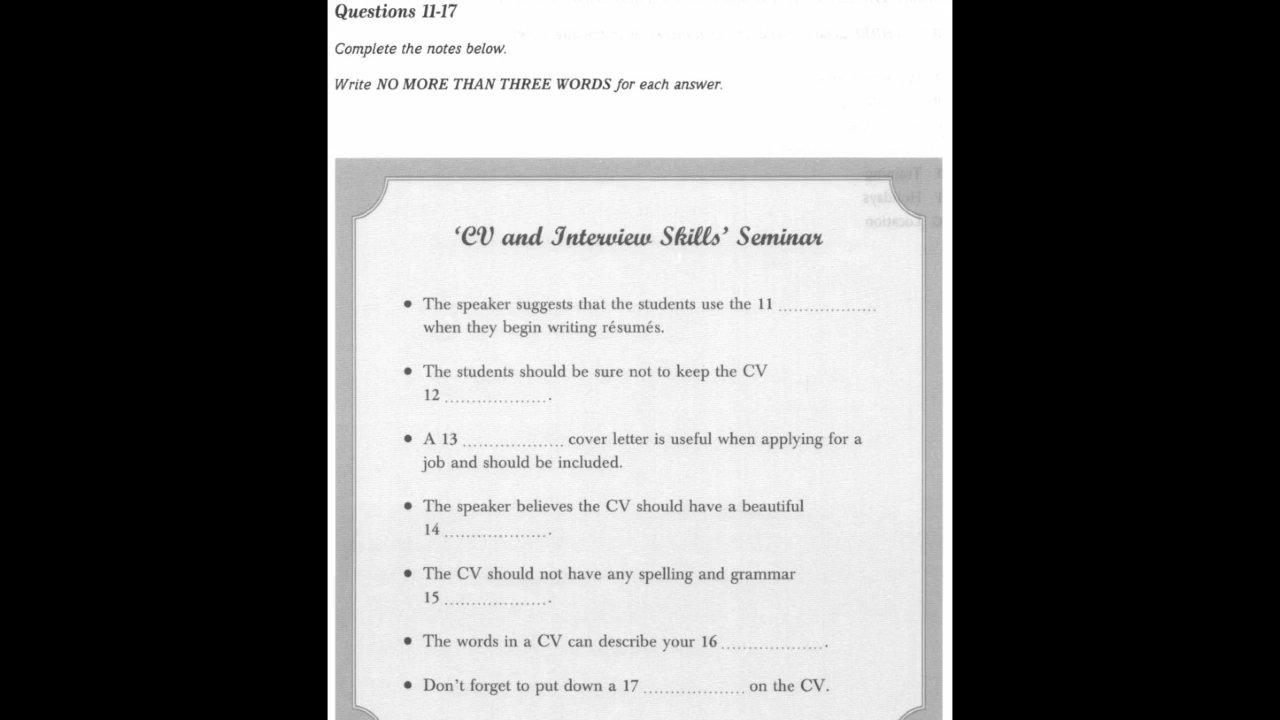 Questions 11-17
Complete the notes below.
Write NO MORE THAN THREE WORDS for each answer.
'CV and Interview Skills' Seminar
• The speaker suggests that the students use the 11 ...................
when they begin writing résumés.
• The students should be sure not to keep the CV
12 ................... .
• A 13 ................... cover letter is useful when applying for a
job and should be included.
• The speaker believes the CV should have a beautiful
14 ................... .
• The CV should not have any spelling and grammar
15 ................... .
• The words in a CV can describe your 16 ................... .
• Don't forget to put down a 17 ................... on the CV.